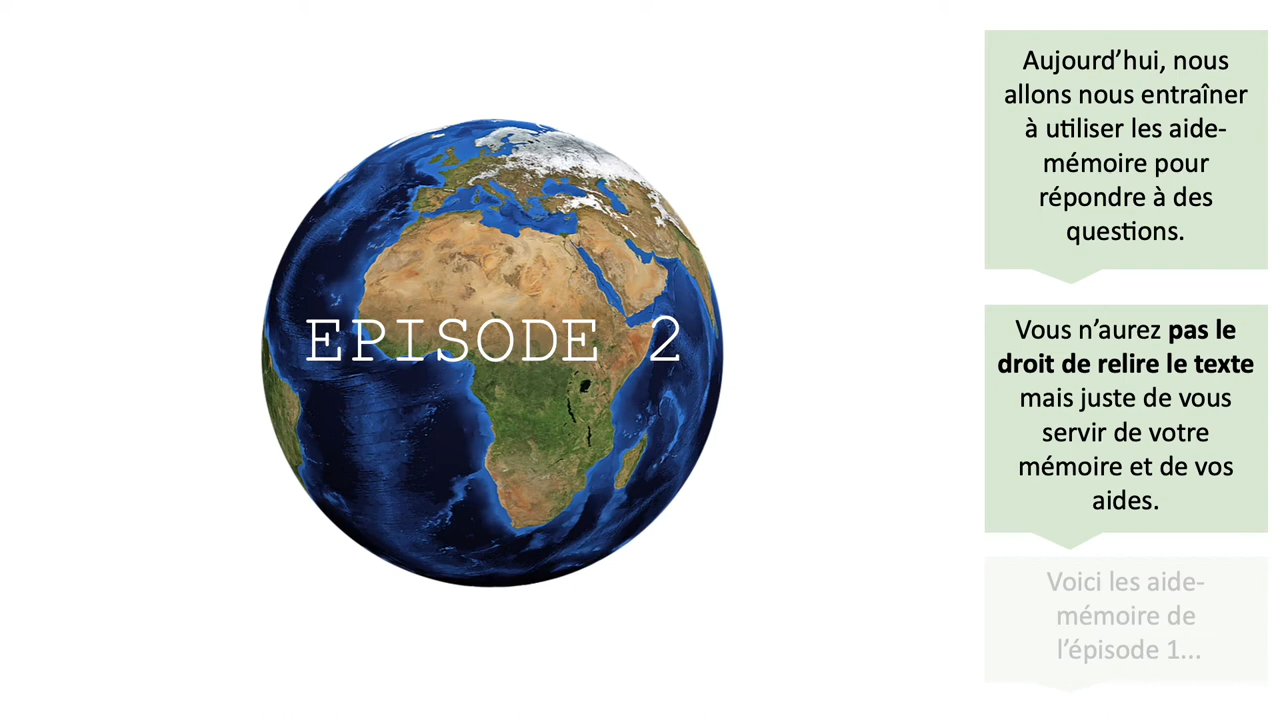 EPISODE 2
Aujourd’hui, nous
allons nous entraîner
à utiliser les aide-
mémoire pour
répondre à des
questions.
Vous n’aurez pas le
droit de relire le texte
mais juste de vous
servir de votre
mémoire et de vos
aides.
Voici les aide-
mémoire de
l’épisode 1...